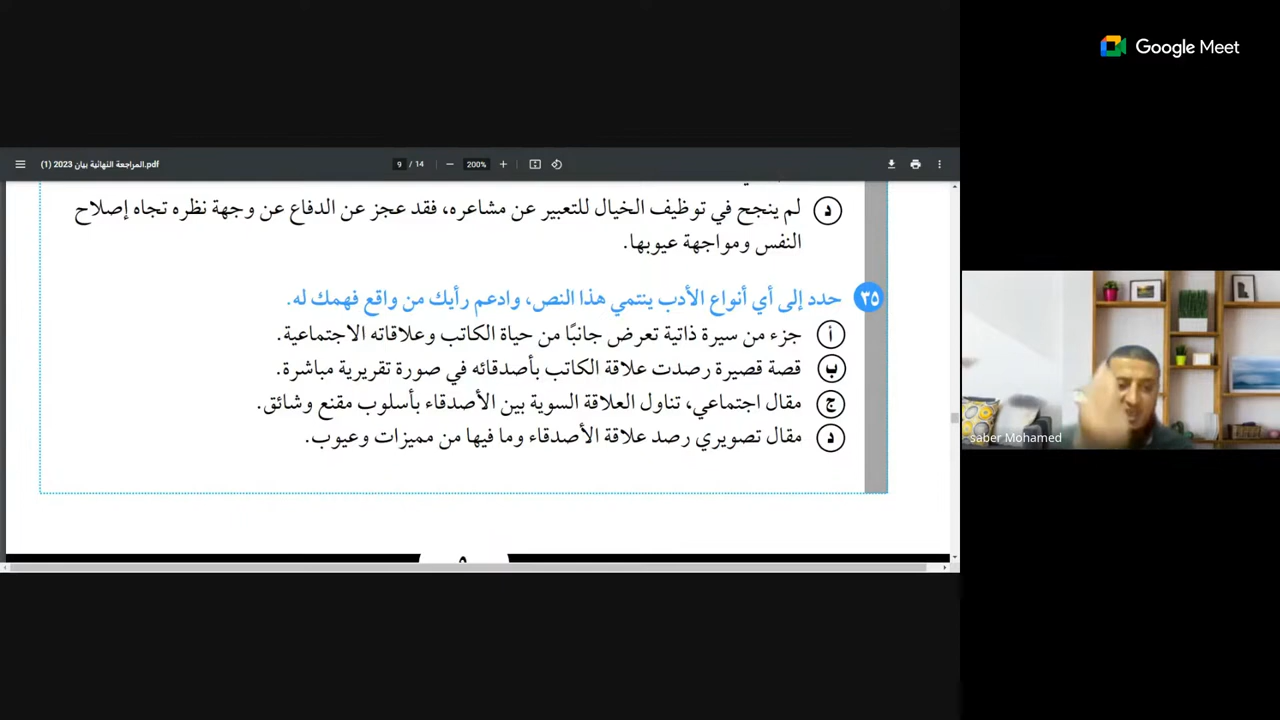 Google Meet
(1) المراجعة النهائية بيان 2023.pdf
9 / 14
200%
د لم ينجح في توظيف الخيال للتعبير عن مشاعره، فقد عجز عن الدفاع عن وجهة نظره تجاه إصلاح
النفس ومواجهة عيوبها.
٣٥ حدد إلى أي أنواع الأدب ينتمي هذا النص، وادعم رأيك من واقع فهمك له.
أ جزء من سيرة ذاتية تعرض جانبًا من حياة الكاتب وعلاقاته الاجتماعية.
ب قصة قصيرة رصدت علاقة الكاتب بأصدقائه في صورة تقريرية مباشرة.
ج مقال اجتماعي، تناول العلاقة السوية بين الأصدقاء بأسلوب مقنع وشائق.
د مقال تصويري رصد علاقة الأصدقاء وما فيها من مميزات وعيوب.
saber Mohamed